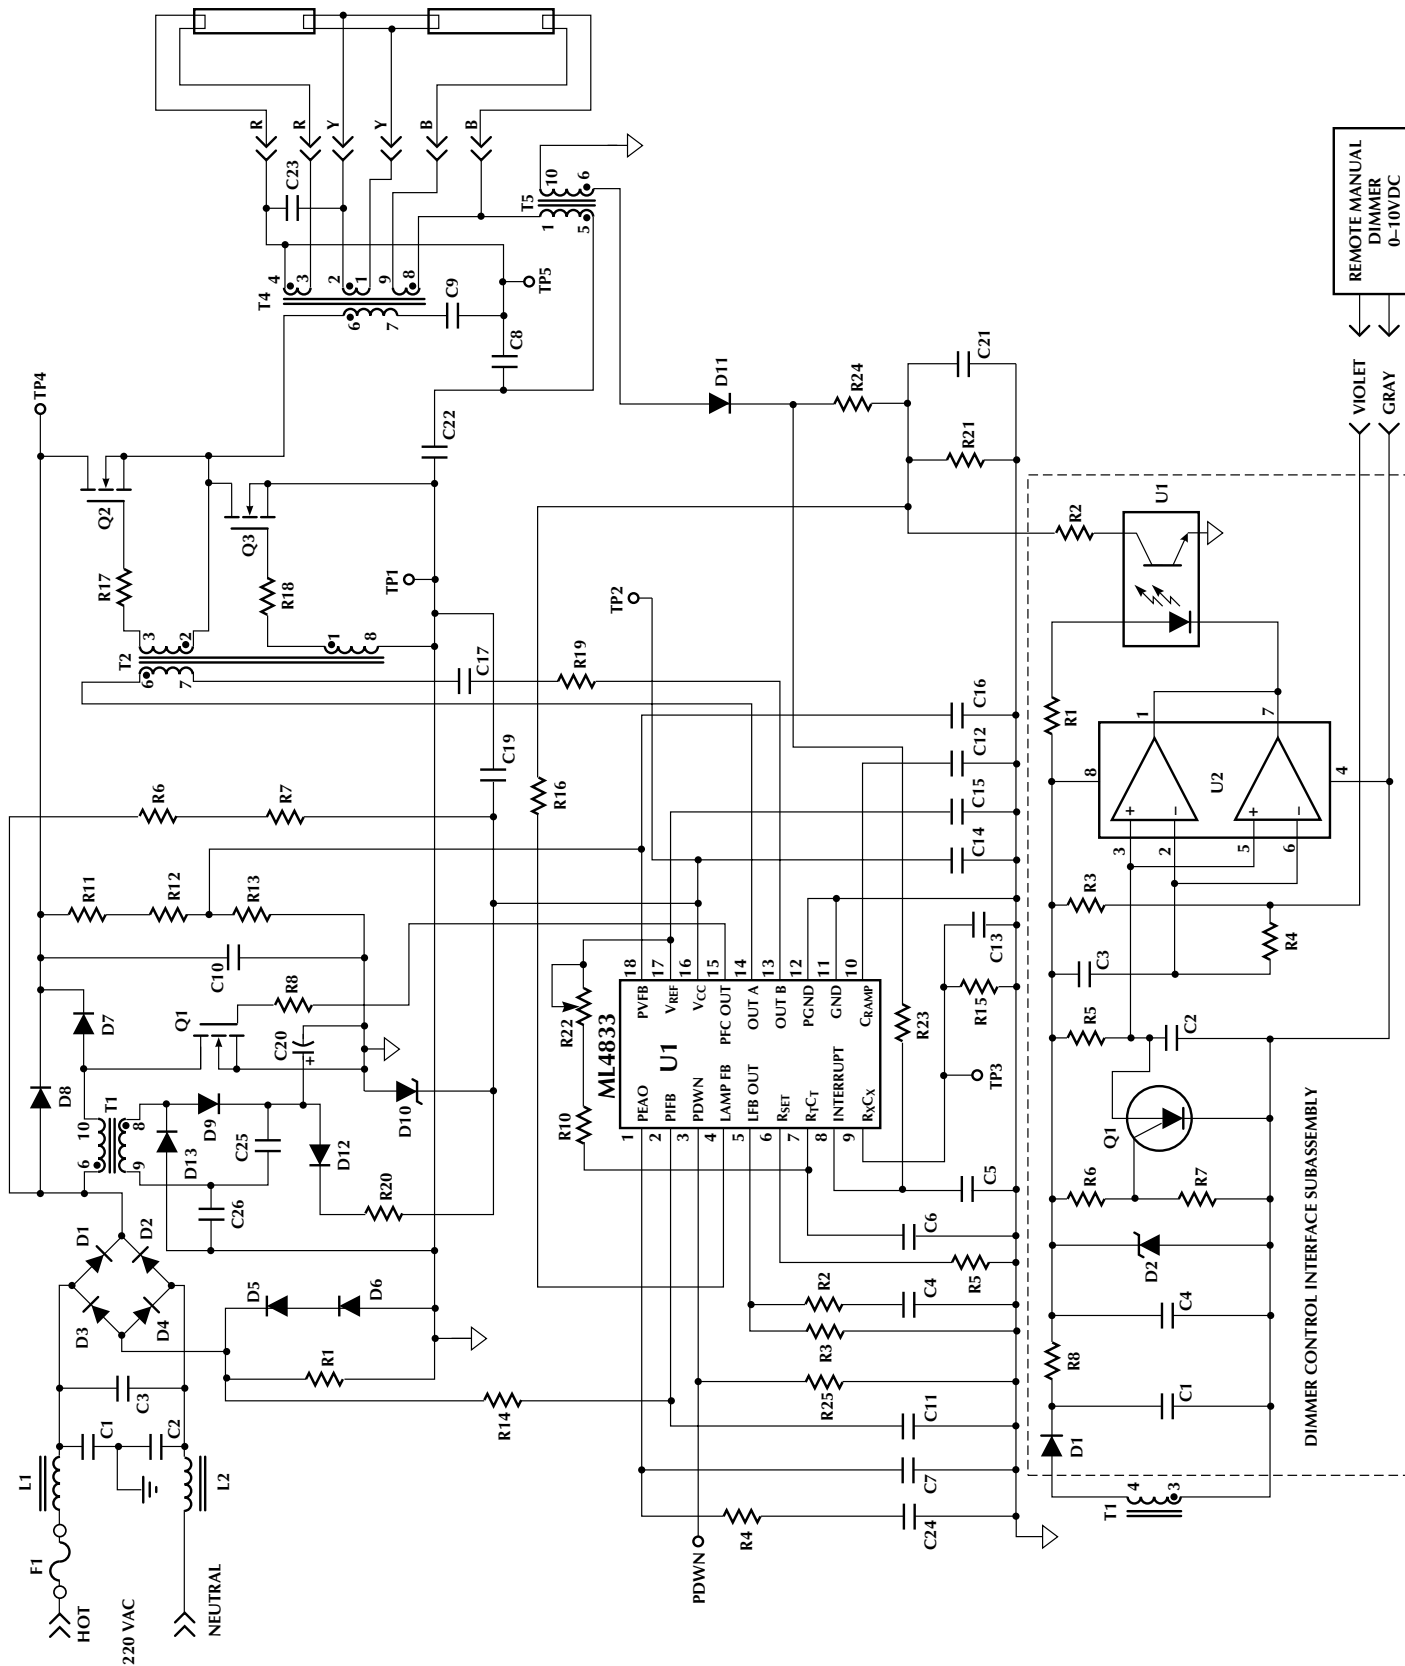 HOT
220 VAC
NEUTRAL
F1
L1
L2
C1
C2
C3
D1
D2
D3
D4
D5
D6
R1
R14
D8
T1
6
10
9
8
D7
D13
D9
C25
C26
D12
R20
Q1
R8
C20
+
D10
C10
R11
R12
R13
R6
R7
C19
C17
R19
R16
T2
6
7
3
2
1
8
R17
R18
Q2
Q3
TP4
TP1
TP2
C22
T4
6
7
4
3
2
1
9
8
C9
C8
TP5
C23
R
R
Y
Y
B
B
T5
1
5
10
6
D11
R24
R21
C21
ML4833
U1
1 PEAO
2 PIFB
3 PDWN
4 LAMP FB
5 LFB OUT
6 RSET
7 RTCT
8 INTERRUPT
9 RXCX
18 PVFB
17 VREF
16 VCC
15 PFC OUT
14 OUT A
13 OUT B
12 PGND
11 GND
10 CRAMP
R22
R10
R23
R15
C13
TP3
C14
C15
C12
C16
C5
C6
R5
R2
C4
R3
R25
C11
C7
R4
C24
PDWN
T1
4
3
D1
C1
R8
C4
D2
R6
R7
Q1
R5
C2
C3
R3
R4
U2
3
2
5
6
8
4
1
7
+
−
+
−
R1
U1
R2
DIMMER CONTROL INTERFACE SUBASSEMBLY
VIOLET
GRAY
REMOTE MANUAL
DIMMER
0–10VDC